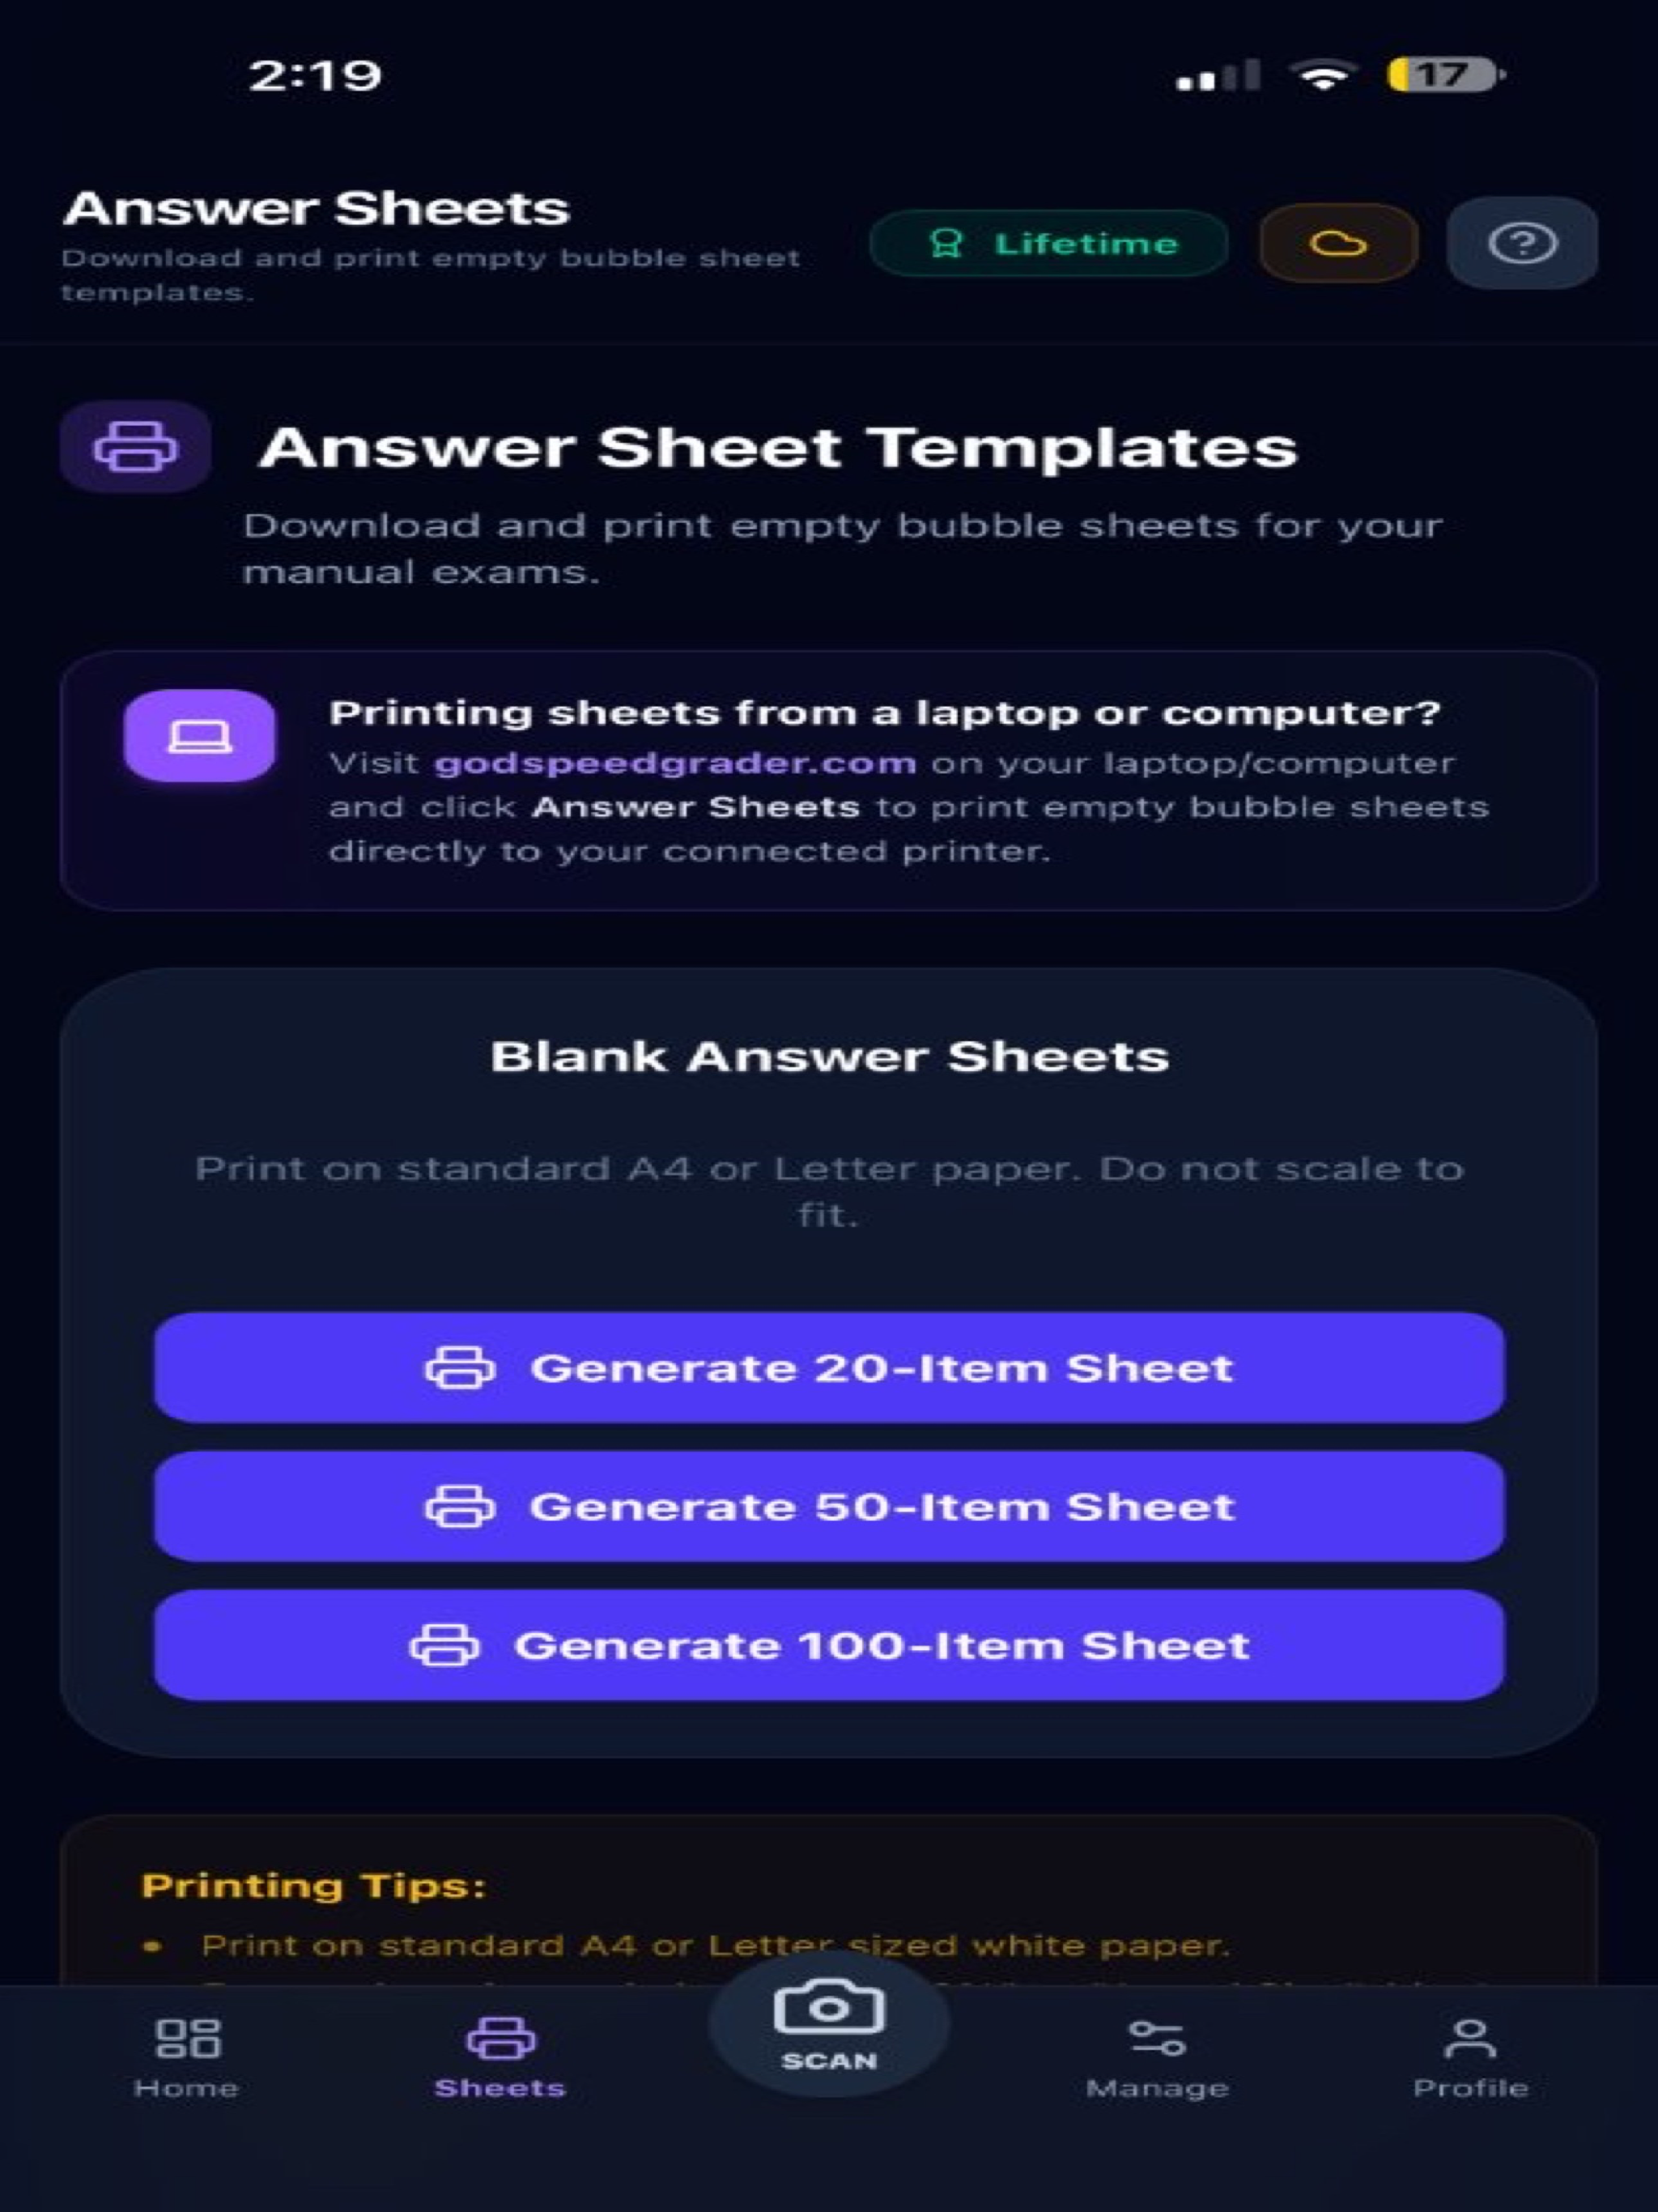 2:19
17
Answer Sheets
Download and print empty bubble sheet
templates.
Lifetime
Answer Sheet Templates
Download and print empty bubble sheets for your
manual exams.
Printing sheets from a laptop or computer?
Visit godspeedgrader.com on your laptop/computer
and click Answer Sheets to print empty bubble sheets
directly to your connected printer.
Blank Answer Sheets
Print on standard A4 or Letter paper. Do not scale to
fit.
Generate 20-Item Sheet
Generate 50-Item Sheet
Generate 100-Item Sheet
Printing Tips:
• Print on standard A4 or Letter sized white paper.
Home
Sheets
SCAN
Manage
Profile